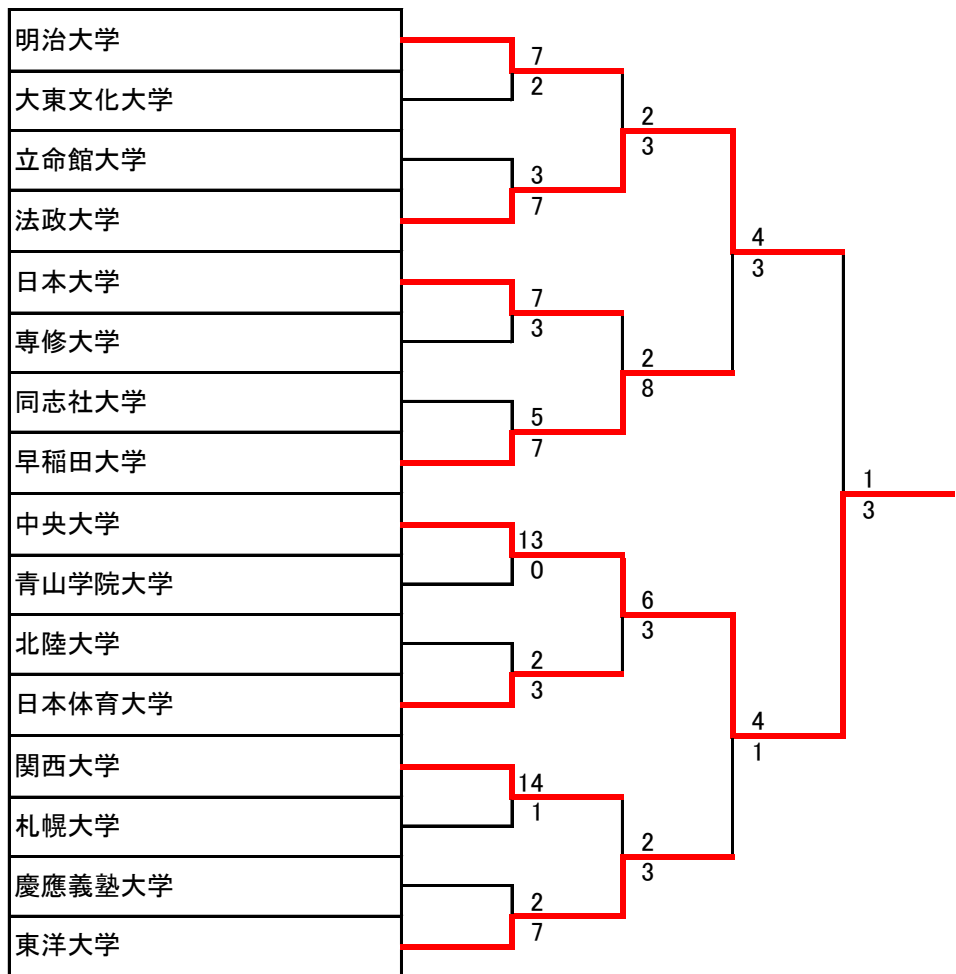 明治大学
大東文化大学
立命館大学
法政大学
日本大学
専修大学
同志社大学
早稲田大学
中央大学
青山学院大学
北陸大学
日本体育大学
関西大学
札幌大学
慶應義塾大学
東洋大学
7
2
3
7
7
3
5
7
13
0
2
3
14
1
2
7
2
3
2
8
6
3
2
3
4
3
4
1
1
3